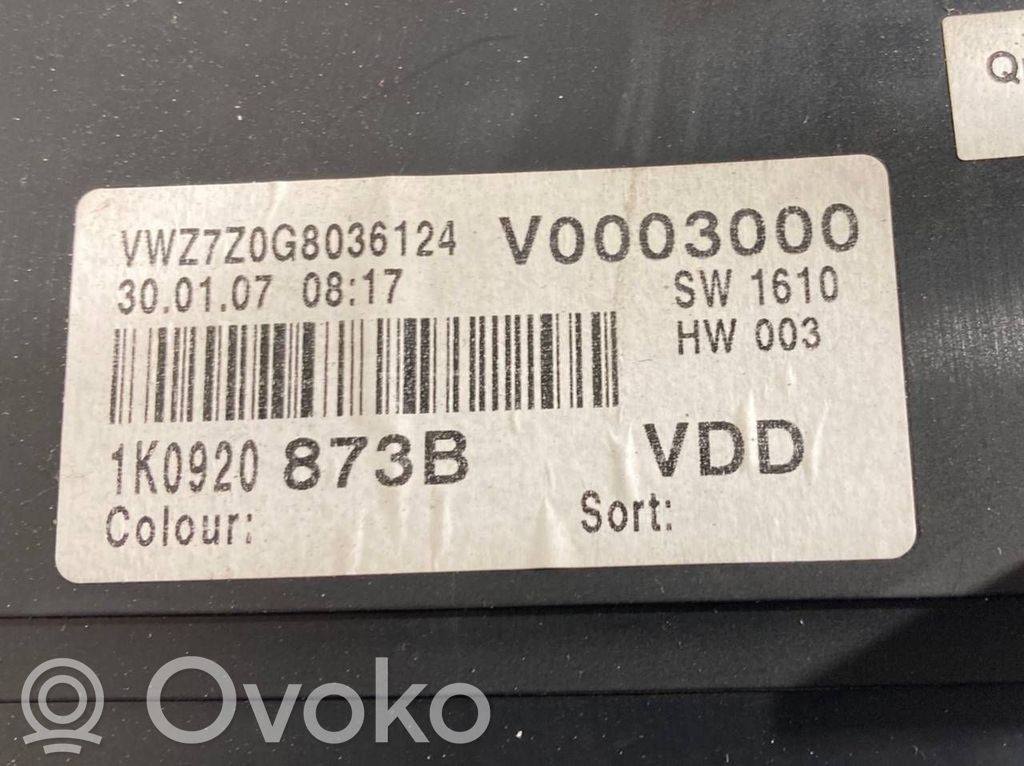 VWZ7Z0G8036124 V0003000
30.01.07 08:17 SW 1610
HW 003
1K0920 873B VDD
Colour: Sort:
Ovoko